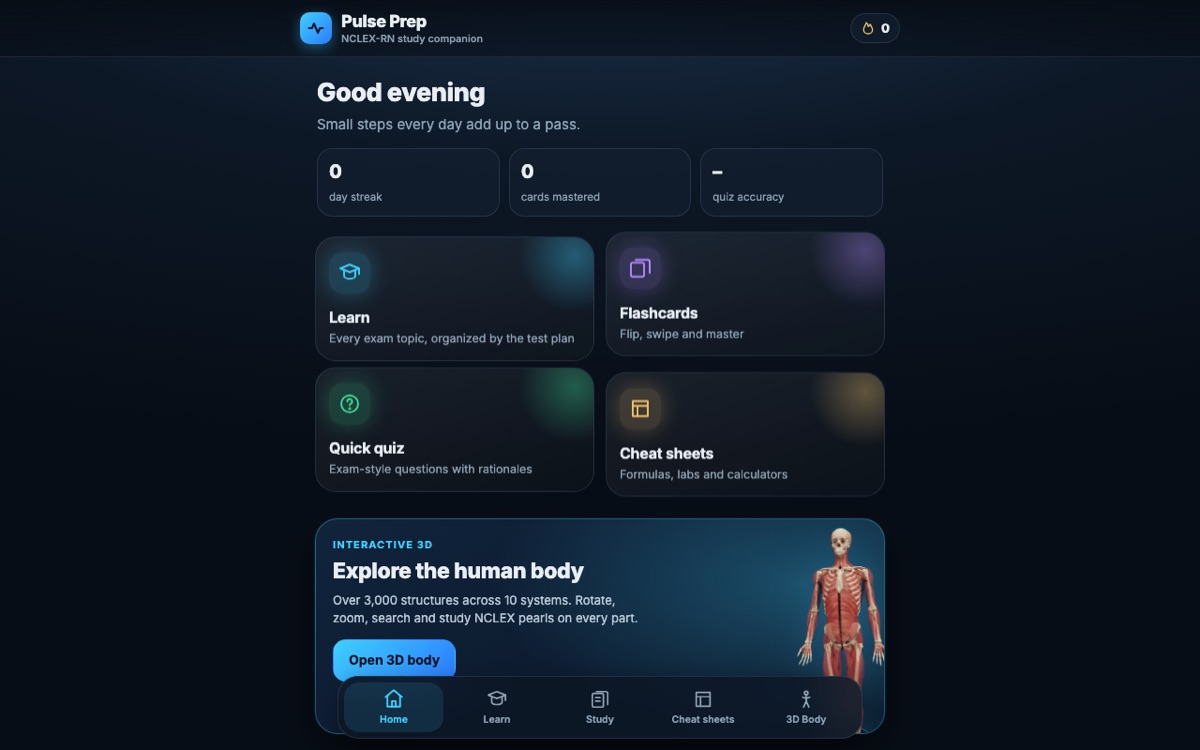 Pulse Prep
NCLEX-RN study companion
0
Good evening
Small steps every day add up to a pass.
0
day streak
0
cards mastered
–
quiz accuracy
Learn
Every exam topic, organized by the test plan
Flashcards
Flip, swipe and master
Quick quiz
Exam-style questions with rationales
Cheat sheets
Formulas, labs and calculators
INTERACTIVE 3D
Explore the human body
Over 3,000 structures across 10 systems. Rotate,
zoom, search and study NCLEX pearls on every part.
Open 3D body
Home
Learn
Study
Cheat sheets
3D Body